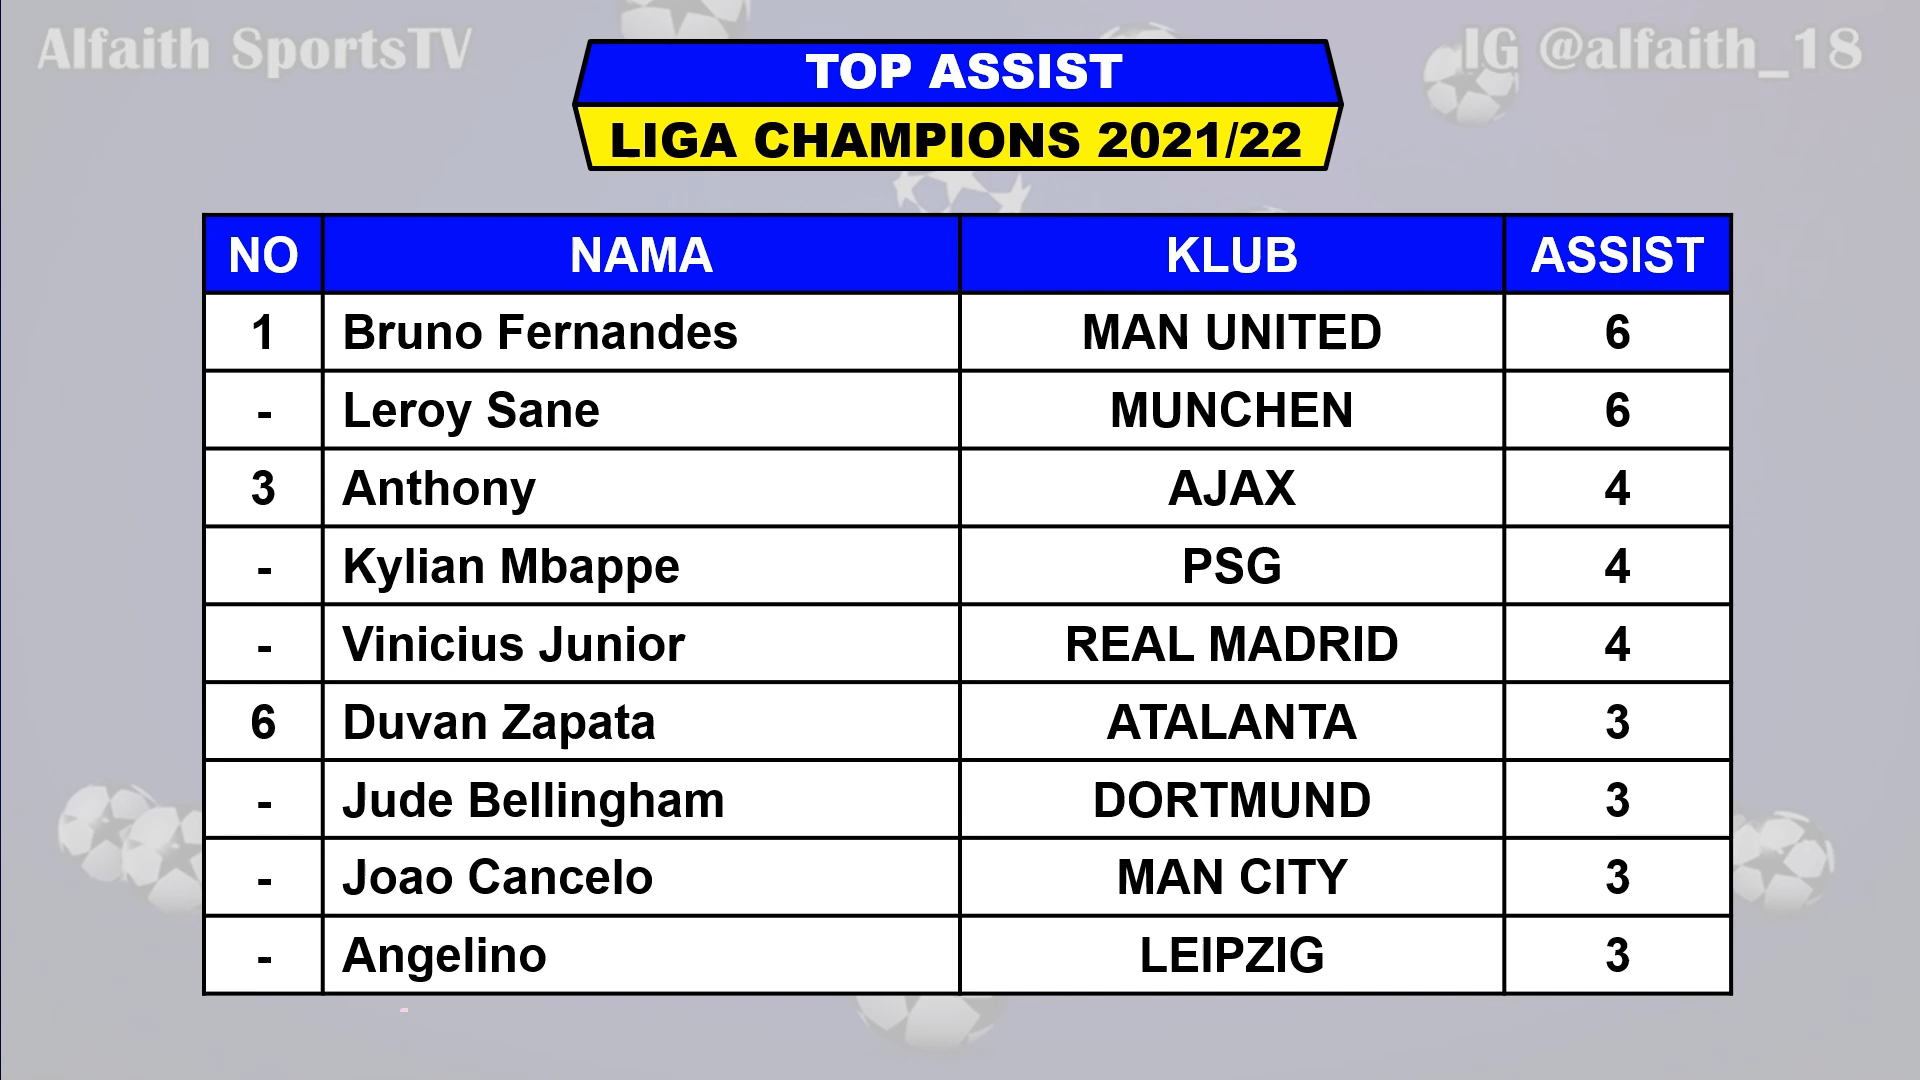 Alfaith SportsTV
IG @alfaith_18
TOP ASSIST
LIGA CHAMPIONS 2021/22
NO NAMA KLUB ASSIST
1 Bruno Fernandes MAN UNITED 6
- Leroy Sane MUNCHEN 6
3 Anthony AJAX 4
- Kylian Mbappe PSG 4
- Vinicius Junior REAL MADRID 4
6 Duvan Zapata ATALANTA 3
- Jude Bellingham DORTMUND 3
- Joao Cancelo MAN CITY 3
- Angelino LEIPZIG 3